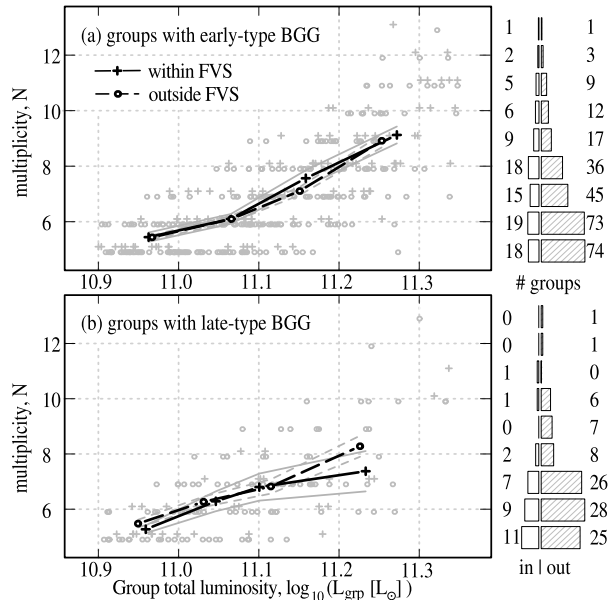 (a) groups with early-type BGG
within FVS
outside FVS
multiplicity, N
12
10
8
6
10.9 11.0 11.1 11.2 11.3
1 1
2 3
5 9
6 12
9 17
18 36
15 45
19 73
18 74
# groups
(b) groups with late-type BGG
multiplicity, N
12
10
8
6
10.9 11.0 11.1 11.2 11.3
Group total luminosity, log10 (Lgrp [L⊙])
0 1
0 1
1 0
1 6
0 7
2 8
7 26
9 28
11 25
in | out